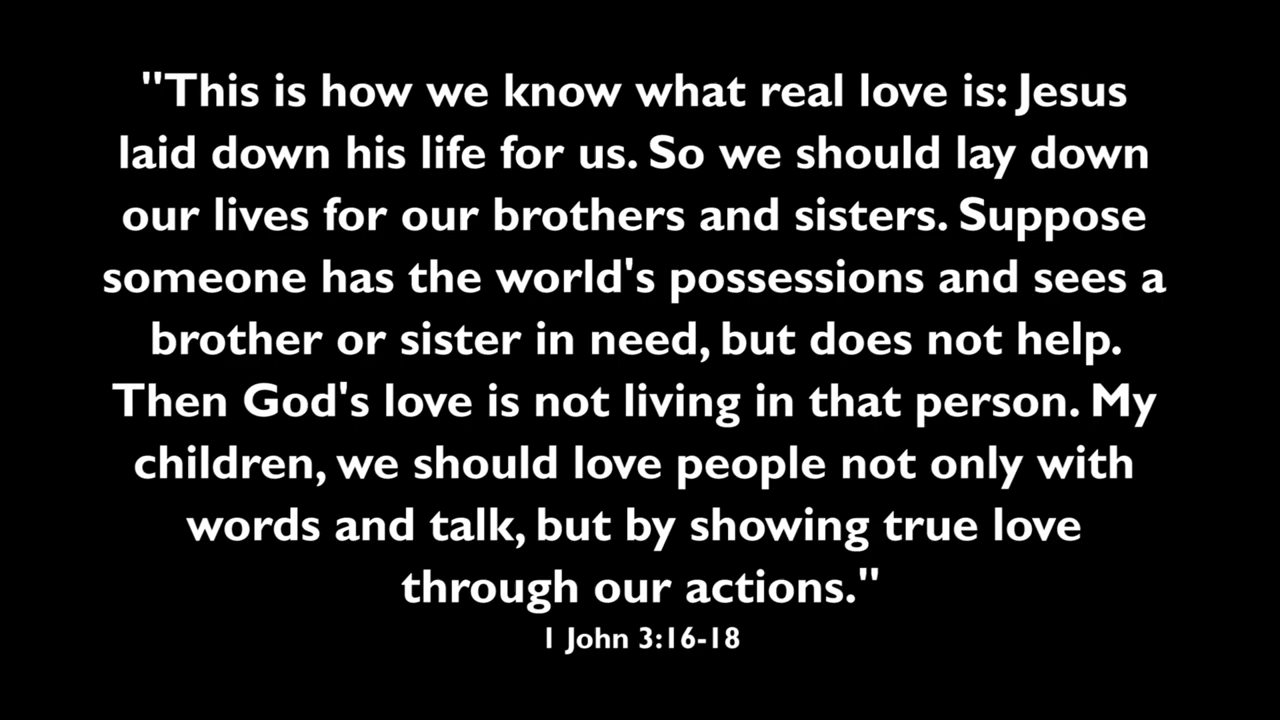 "This is how we know what real love is: Jesus
laid down his life for us. So we should lay down
our lives for our brothers and sisters. Suppose
someone has the world's possessions and sees a
brother or sister in need, but does not help.
Then God's love is not living in that person. My
children, we should love people not only with
words and talk, but by showing true love
through our actions."
1 John 3:16-18